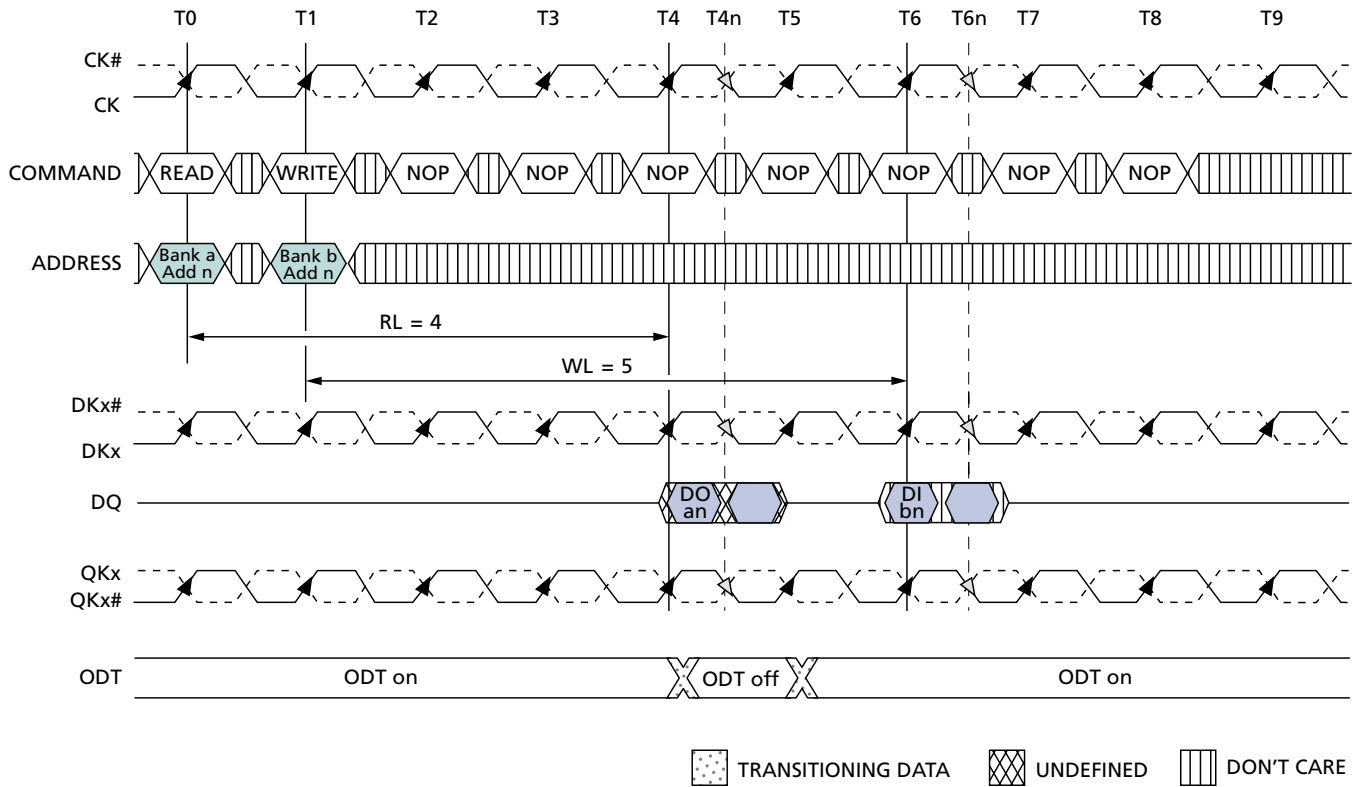 T0 T1 T2 T3 T4 T4n T5 T6 T6n T7 T8 T9
CK#
CK
COMMAND READ WRITE NOP NOP NOP NOP NOP NOP NOP
ADDRESS Bank a Add n Bank b Add n
RL = 4
WL = 5
DKx#
DKx
DQ DO an DI bn
QKx
QKx#
ODT ODT on ODT off ODT on
TRANSITIONING DATA UNDEFINED DON'T CARE